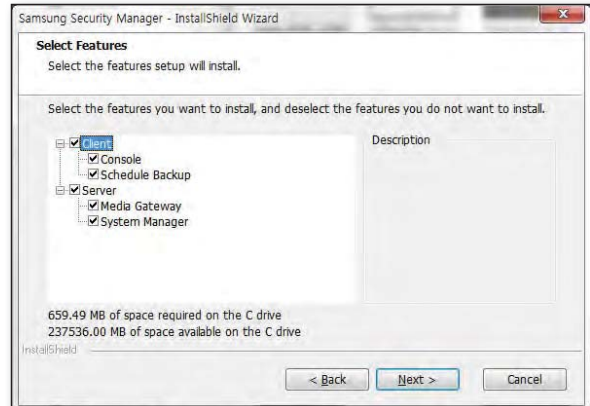 Samsung Security Manager - InstallShield Wizard
Select Features
Select the features setup will install.
Select the features you want to install, and deselect the features you do not want to install.
Client
Console
Schedule Backup
Server
Media Gateway
System Manager
Description
659.49 MB of space required on the C drive
237536.00 MB of space available on the C drive
InstallShield
< Back
Next >
Cancel